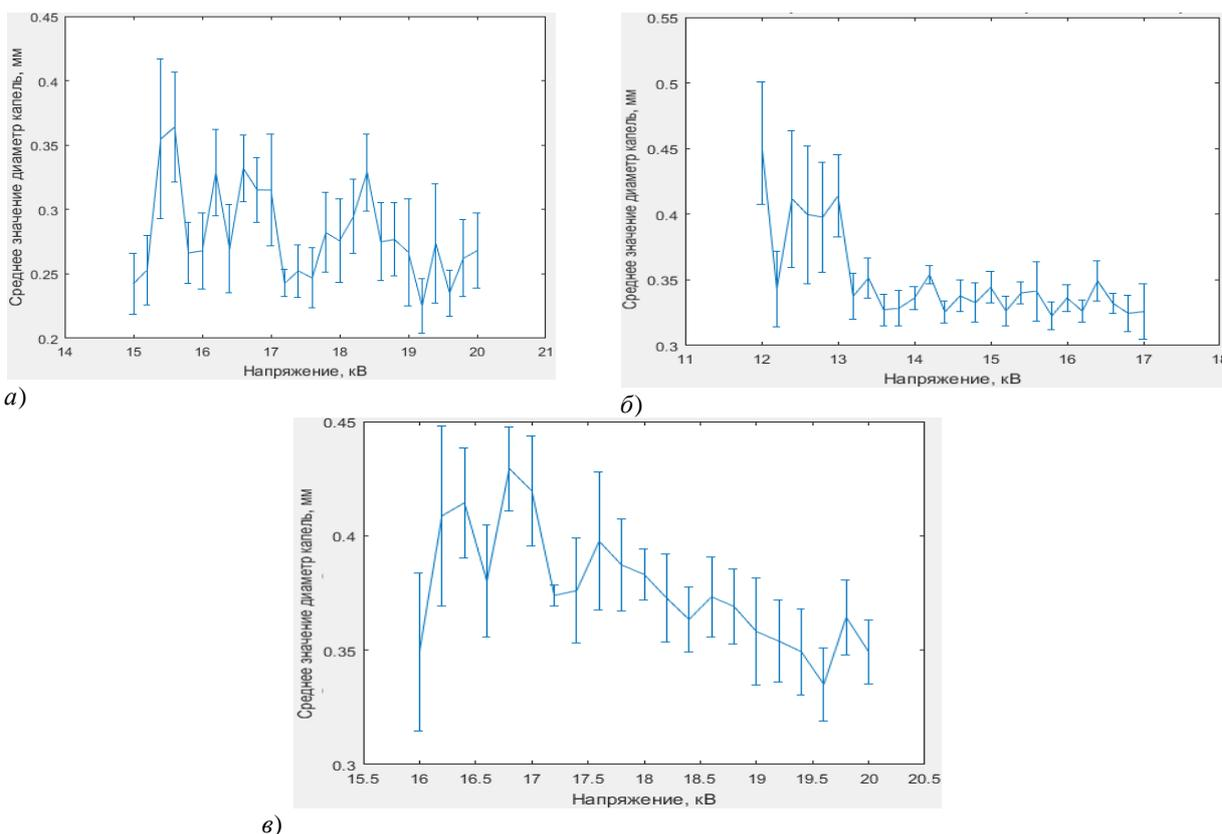 0.45
0.4
0.35
0.3
0.25
0.2
14 15 16 17 18 19 20 21
Среднее значение диаметр капель, мм
Напряжение, кВ
а)
0.55
0.5
0.45
0.4
0.35
0.3
11 12 13 14 15 16 17 18
Среднее значение диаметр капель, мм
Напряжение, кВ
б)
0.45
0.4
0.35
0.3
15.5 16 16.5 17 17.5 18 18.5 19 19.5 20 20.5
Среднее значение диаметр капель, мм
Напряжение, кВ
в)